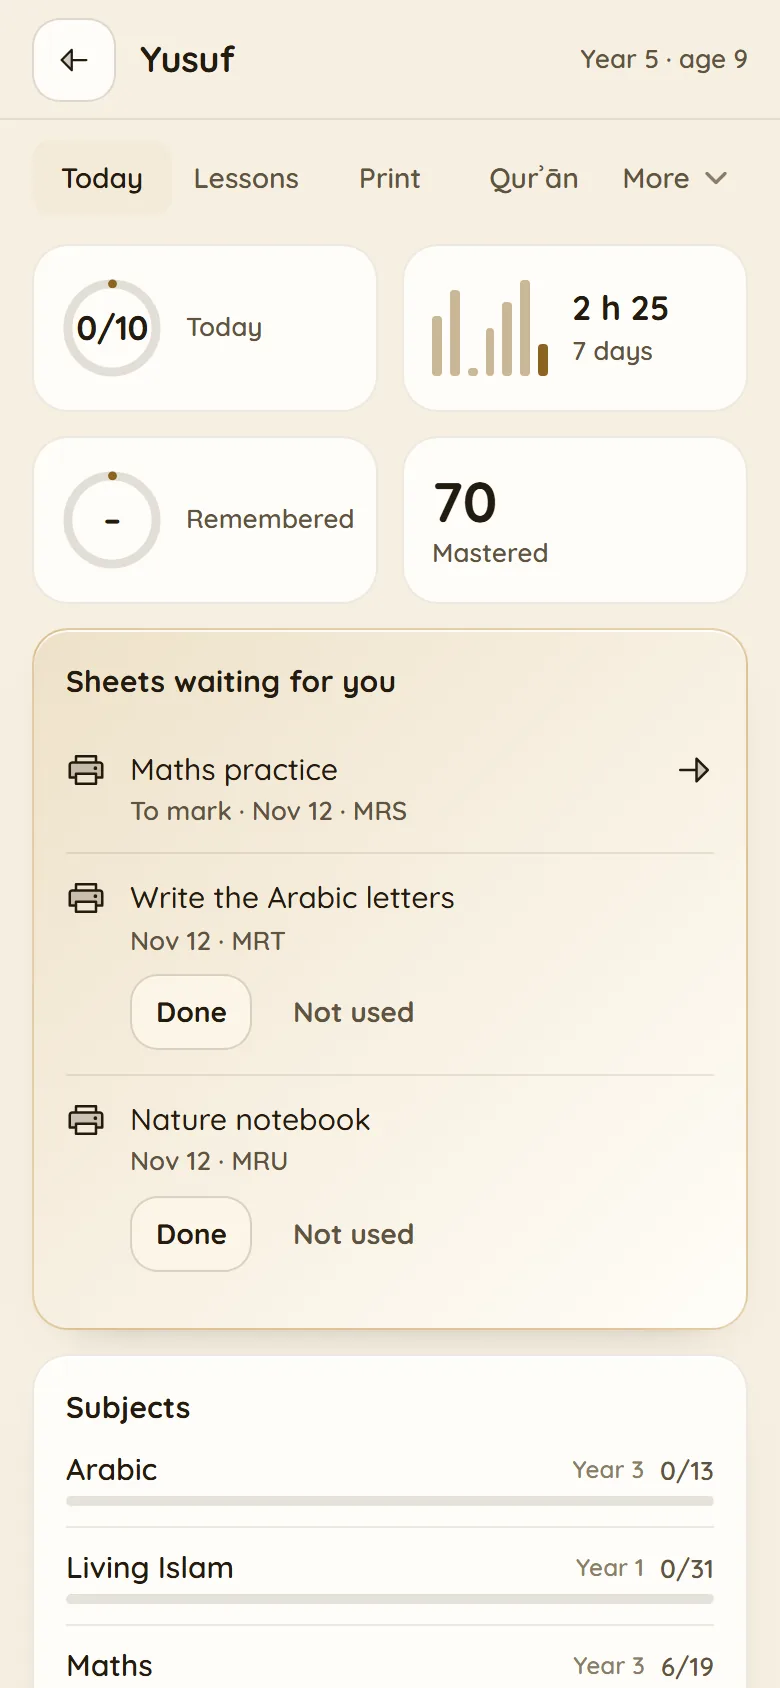 Yusuf
Year 5 · age 9
Today
Lessons
Print
Qurʾān
More
0/10
Today
2 h 25
7 days
-
Remembered
70
Mastered
Sheets waiting for you
Maths practice
To mark · Nov 12 · MRS
Write the Arabic letters
Nov 12 · MRT
Done
Not used
Nature notebook
Nov 12 · MRU
Done
Not used
Subjects
Arabic
Year 3 0/13
Living Islam
Year 1 0/31
Maths
Year 3 6/19